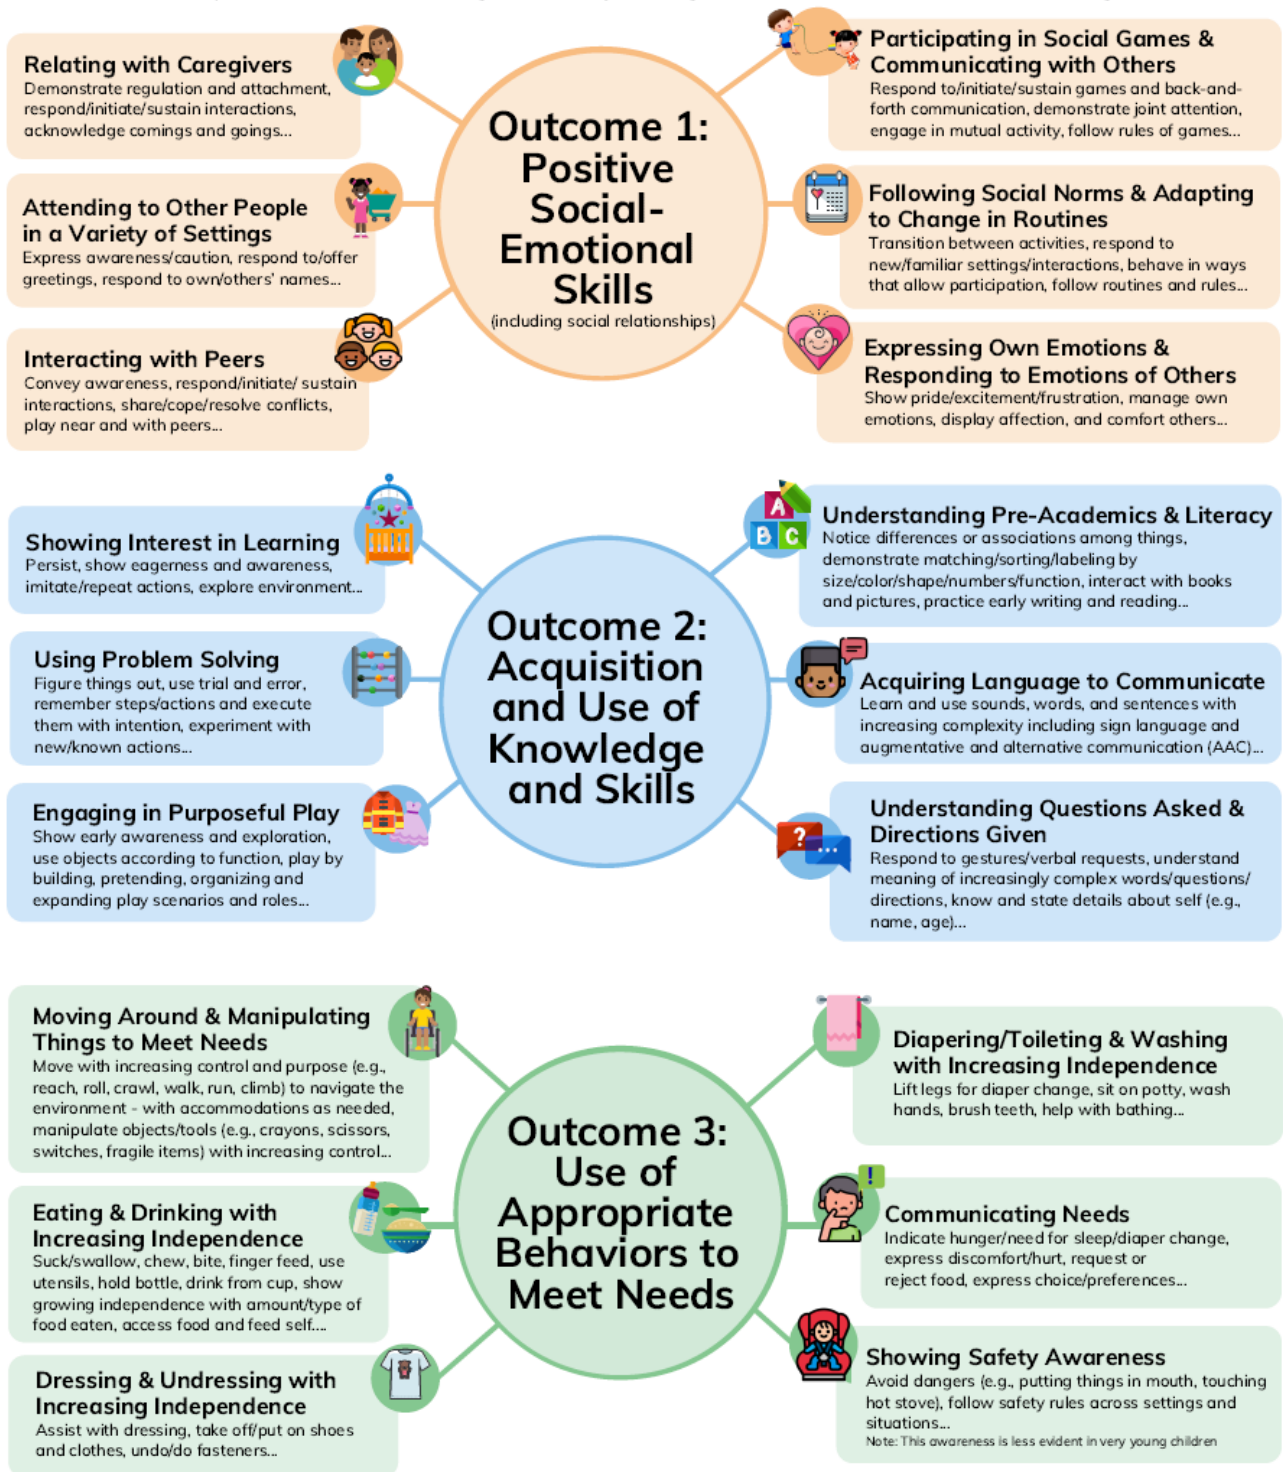 Relating with Caregivers
Demonstrate regulation and attachment,
respond/initiate/sustain interactions,
acknowledge comings and goings...
Attending to Other People
in a Variety of Settings
Express awareness/caution, respond to/offer
greetings, respond to own/others' names...
Interacting with Peers
Convey awareness, respond/initiate/ sustain
interactions, share/cope/resolve conflicts,
play near and with peers...
Outcome 1:
Positive
Social-
Emotional
Skills
(including social relationships)
Participating in Social Games &
Communicating with Others
Respond to/initiate/sustain games and back-and-
forth communication, demonstrate joint attention,
engage in mutual activity, follow rules of games...
Following Social Norms & Adapting
to Change in Routines
Transition between activities, respond to
new/familiar settings/interactions, behave in ways
that allow participation, follow routines and rules...
Expressing Own Emotions &
Responding to Emotions of Others
Show pride/excitement/frustration, manage own
emotions, display affection, and comfort others...
Showing Interest in Learning
Persist, show eagerness and awareness,
imitate/repeat actions, explore environment...
Using Problem Solving
Figure things out, use trial and error,
remember steps/actions and execute
them with intention, experiment with
new/known actions...
Engaging in Purposeful Play
Show early awareness and exploration,
use objects according to function, play by
building, pretending, organizing and
expanding play scenarios and roles...
Outcome 2:
Acquisition
and Use of
Knowledge
and Skills
A
B C
Understanding Pre-Academics & Literacy
Notice differences or associations among things,
demonstrate matching/sorting/labeling by
size/color/shape/numbers/function, interact with books
and pictures, practice early writing and reading...
Acquiring Language to Communicate
Learn and use sounds, words, and sentences with
increasing complexity including sign language and
augmentative and alternative communication (AAC)...
?
...
Understanding Questions Asked &
Directions Given
Respond to gestures/verbal requests, understand
meaning of increasingly complex words/questions/
directions, know and state details about self (e.g.,
name, age)...
Moving Around & Manipulating
Things to Meet Needs
Move with increasing control and purpose (e.g.,
reach, roll, crawl, walk, run, climb) to navigate the
environment - with accommodations as needed,
manipulate objects/tools (e.g., crayons, scissors,
switches, fragile items) with increasing control...
Eating & Drinking with
Increasing Independence
Suck/swallow, chew, bite, finger feed, use
utensils, hold bottle, drink from cup, show
growing independence with amount/type of
food eaten, access food and feed self....
Dressing & Undressing with
Increasing Independence
Assist with dressing, take off/put on shoes
and clothes, undo/do fasteners...
Outcome 3:
Use of
Appropriate
Behaviors to
Meet Needs
Diapering/Toileting & Washing
with Increasing Independence
Lift legs for diaper change, sit on potty, wash
hands, brush teeth, help with bathing...
!
Communicating Needs
Indicate hunger/need for sleep/diaper change,
express discomfort/hurt, request or
reject food, express choice/preferences...
Showing Safety Awareness
Avoid dangers (e.g., putting things in mouth, touching
hot stove), follow safety rules across settings and
situations...
Note: This awareness is less evident in very young children